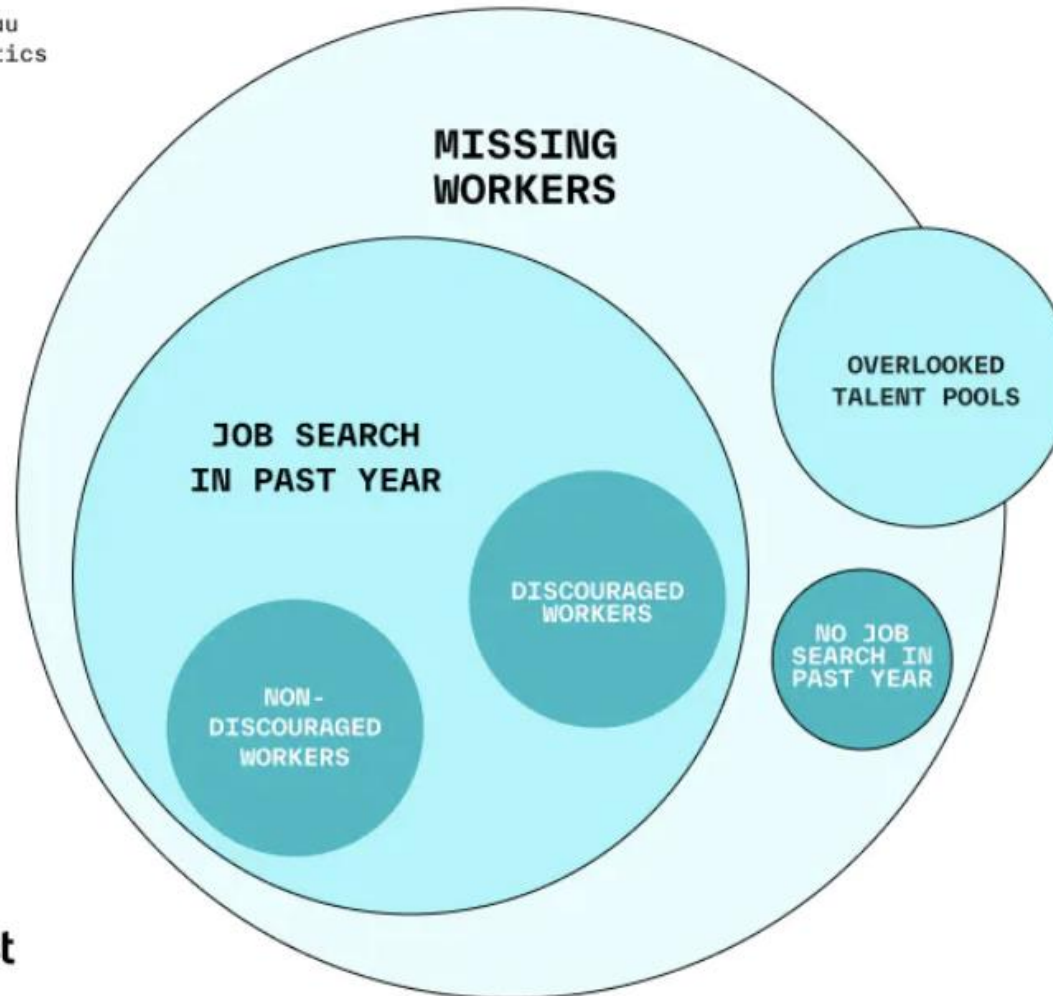 MISSING
WORKERS
OVERLOOKED
TALENT POOLS
JOB SEARCH
IN PAST YEAR
DISCOURAGED
WORKERS
NO JOB
SEARCH IN
PAST YEAR
NON-
DISCOURAGED
WORKERS